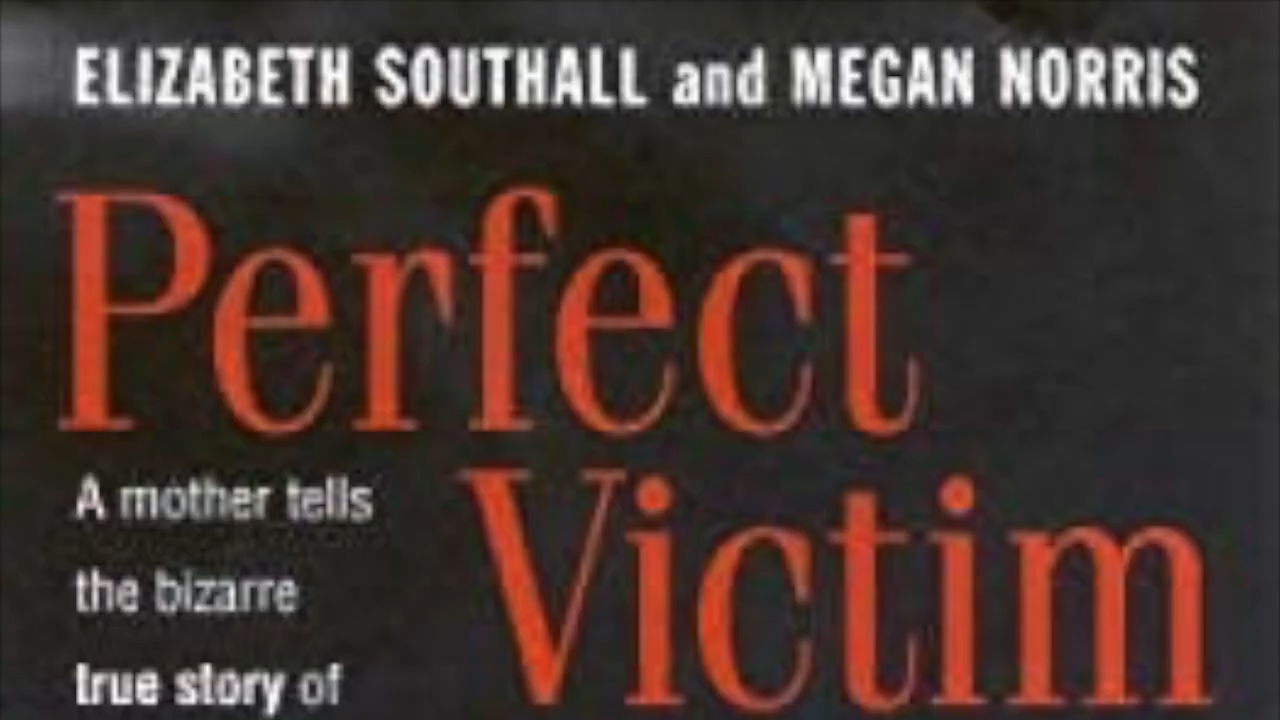 ELIZABETH SOUTHALL and MEGAN NORRIS
Perfect
Victim
A mother tells
the bizarre
true story of